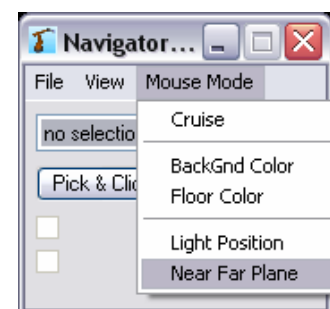 Navigator...
File View Mouse Mode
no selectio
Pick & Clic
Cruise
BackGnd Color
Floor Color
Light Position
Near Far Plane